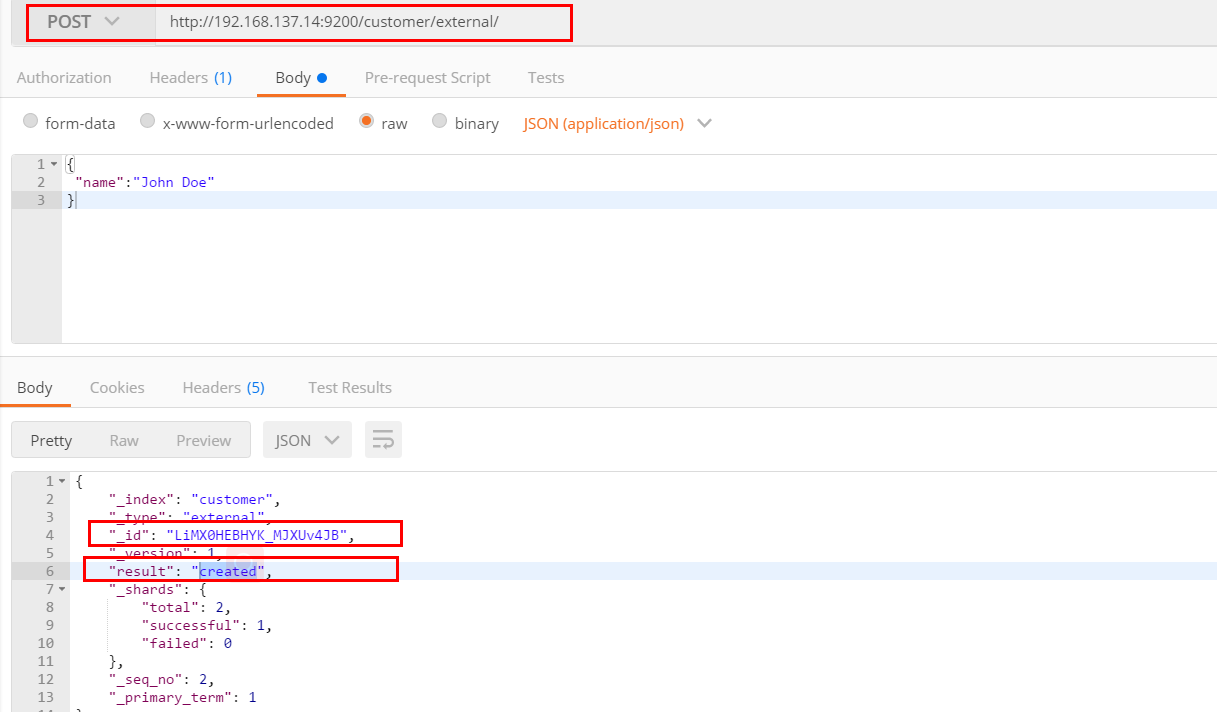 POST http://192.168.137.14:9200/customer/external/
Authorization Headers (1) Body Pre-request Script Tests
form-data x-www-form-urlencoded raw binary JSON (application/json)
1 {
2 "name":"John Doe"
3 }
Body Cookies Headers (5) Test Results
Pretty Raw Preview JSON
1 {
2 "_index": "customer",
3 "_type": "external",
4 "_id": "LiMX0HEBHYK_MJXUv4JB",
5 "_version": 1,
6 "result": "created",
7 "_shards": {
8 "total": 2,
9 "successful": 1,
10 "failed": 0
11 },
12 "_seq_no": 2,
13 "_primary_term": 1